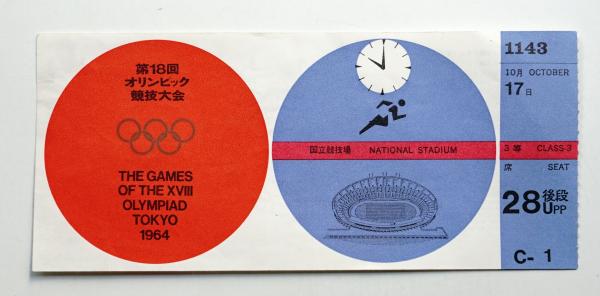 第18回
オリンピック
競技大会
THE GAMES
OF THE XVIII
OLYMPIAD
TOKYO
1964
国立競技場 NATIONAL STADIUM
1143
10月 OCTOBER
17日
3等 CLASS-3
席 SEAT
28 後段 UPP
C- 1